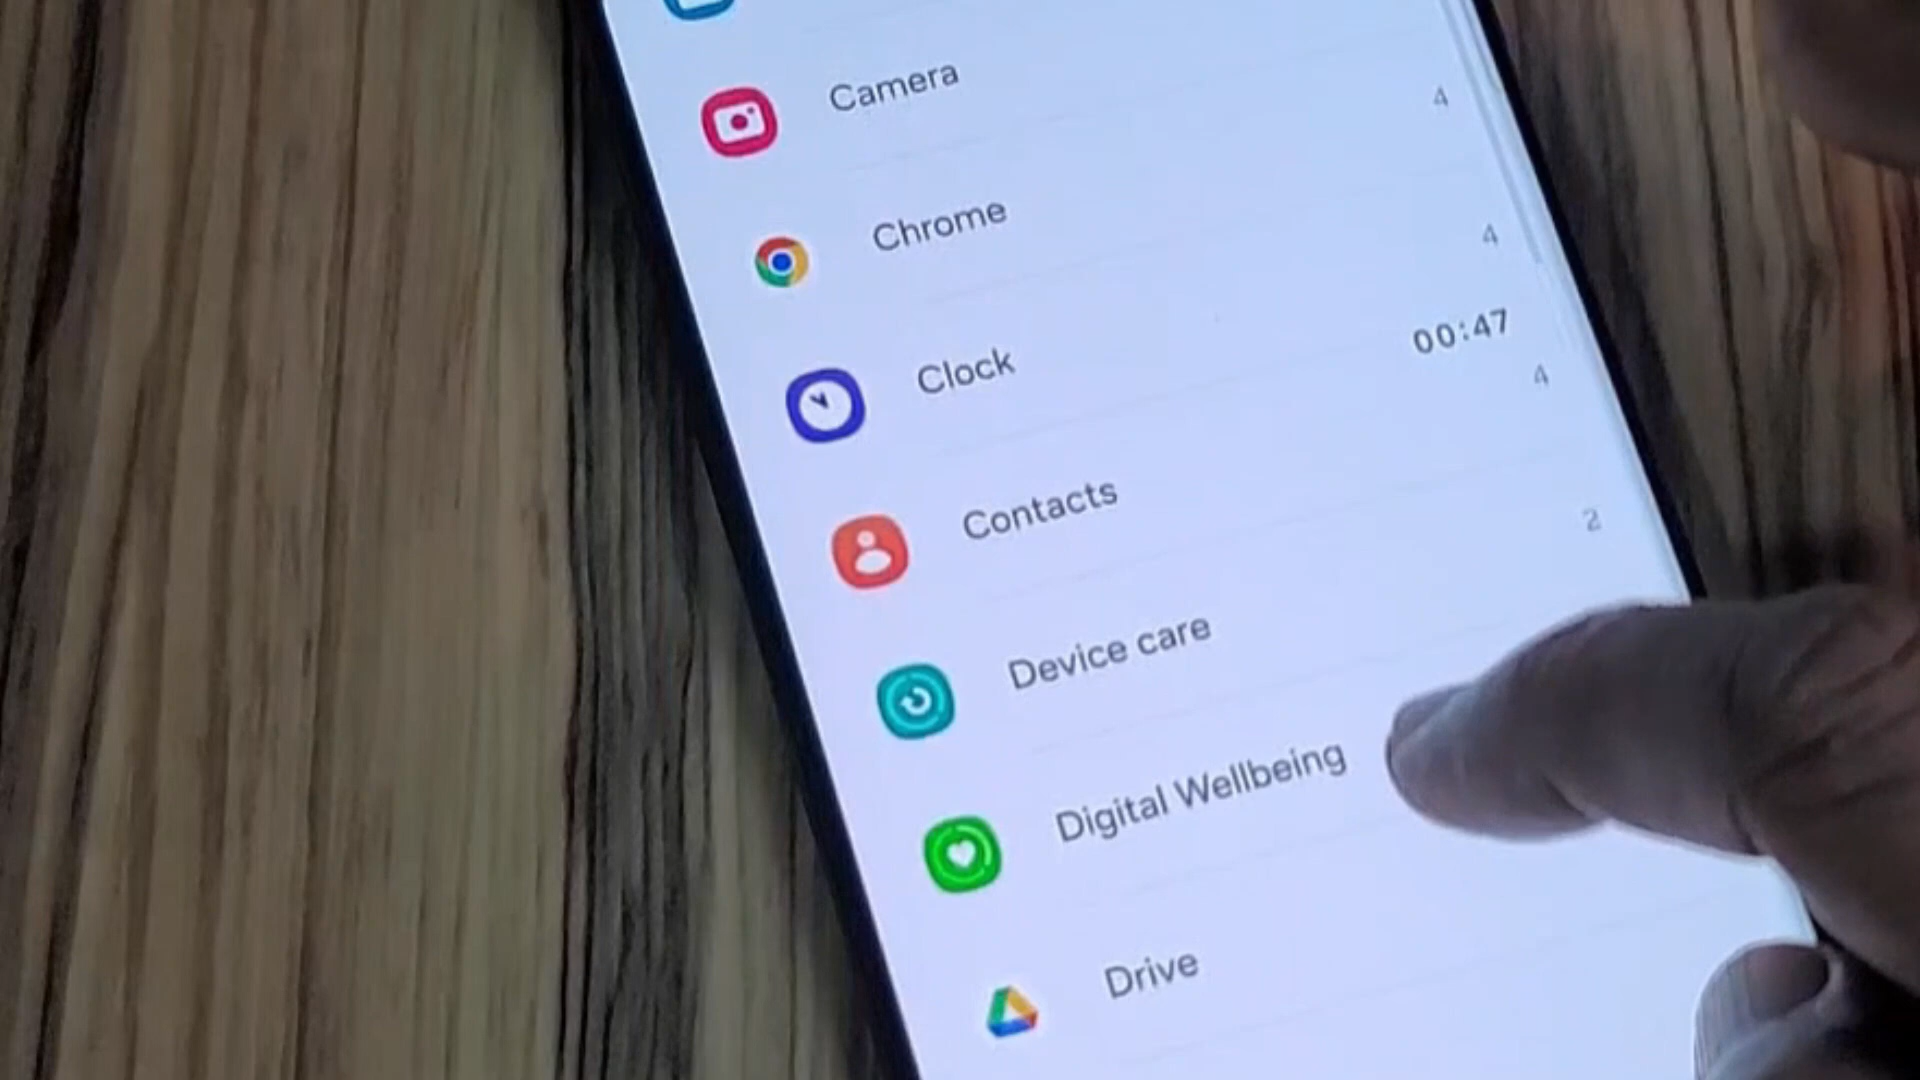 Camera
4
Chrome
4
Clock
00:47
4
Contacts
2
Device care
Digital Wellbeing
Drive